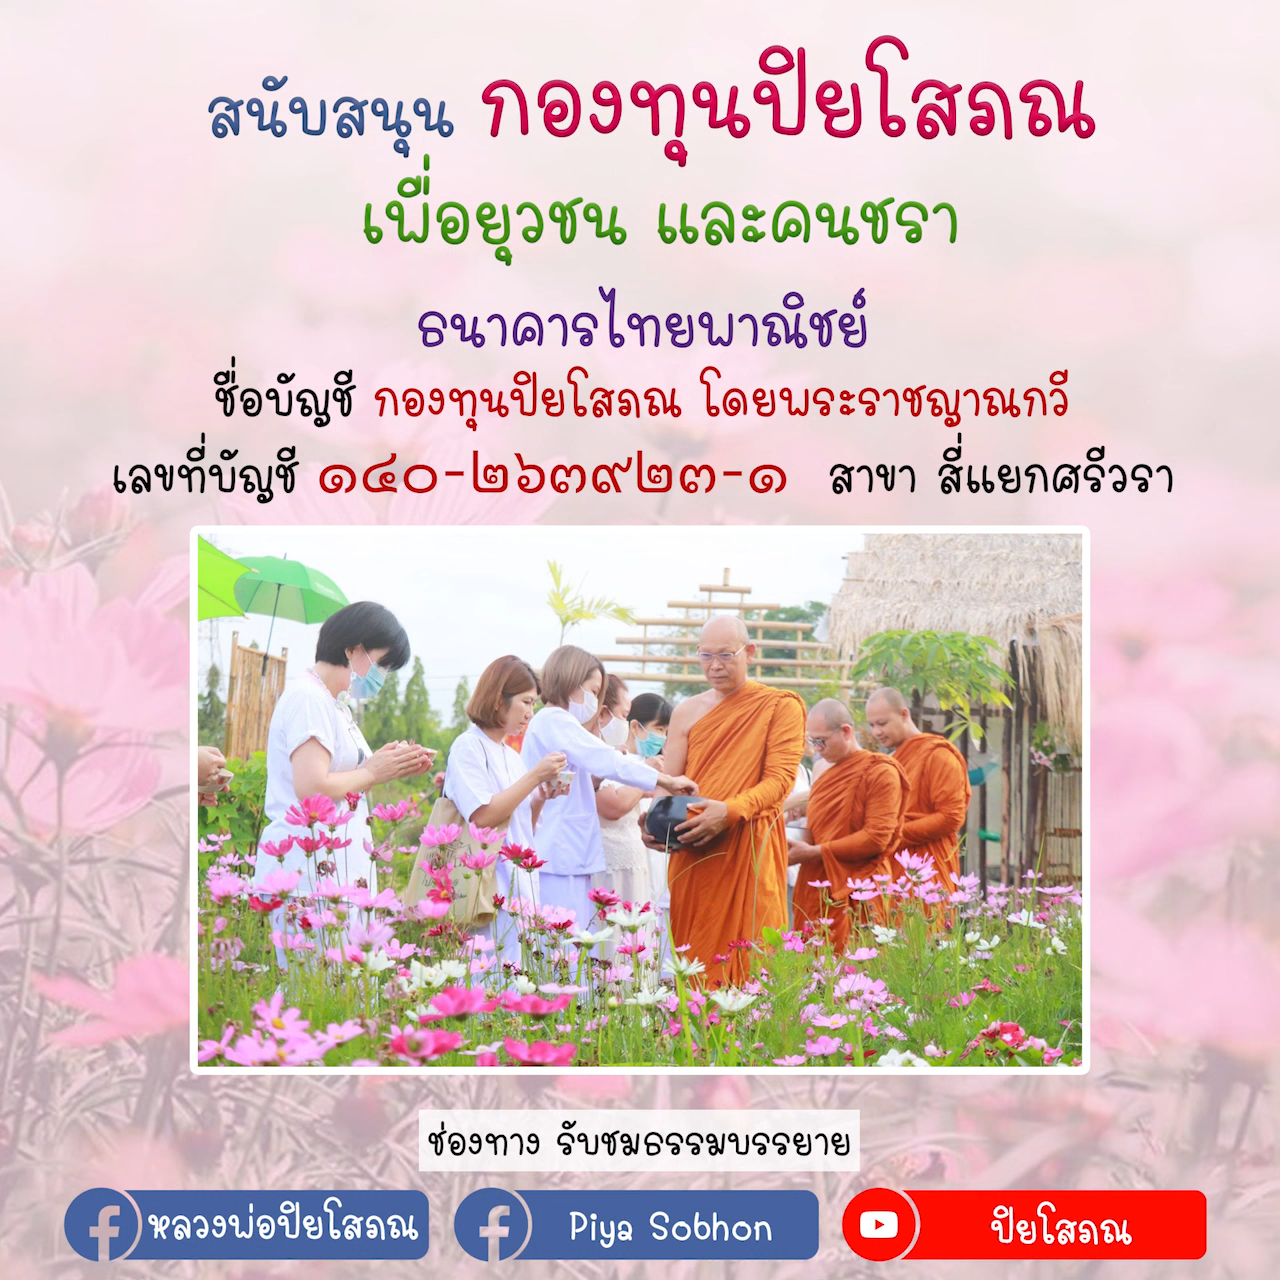 สนับสนุน กองทุนปิยโสภณ
เพื่อยุวชน และคนชรา
ธนาคารไทยพาณิชย์
ชื่อบัญชี กองทุนปิยโสภณ โดยพระราชญาณกวี
เลขที่บัญชี ๑๔๐-๒๖๓๙๒๓-๑ สาขา สี่แยกศรีวรา
ช่องทาง รับชมธรรมบรรยาย
หลวงพ่อปิยโสภณ
Piya Sobhon
ปิยโสภณ